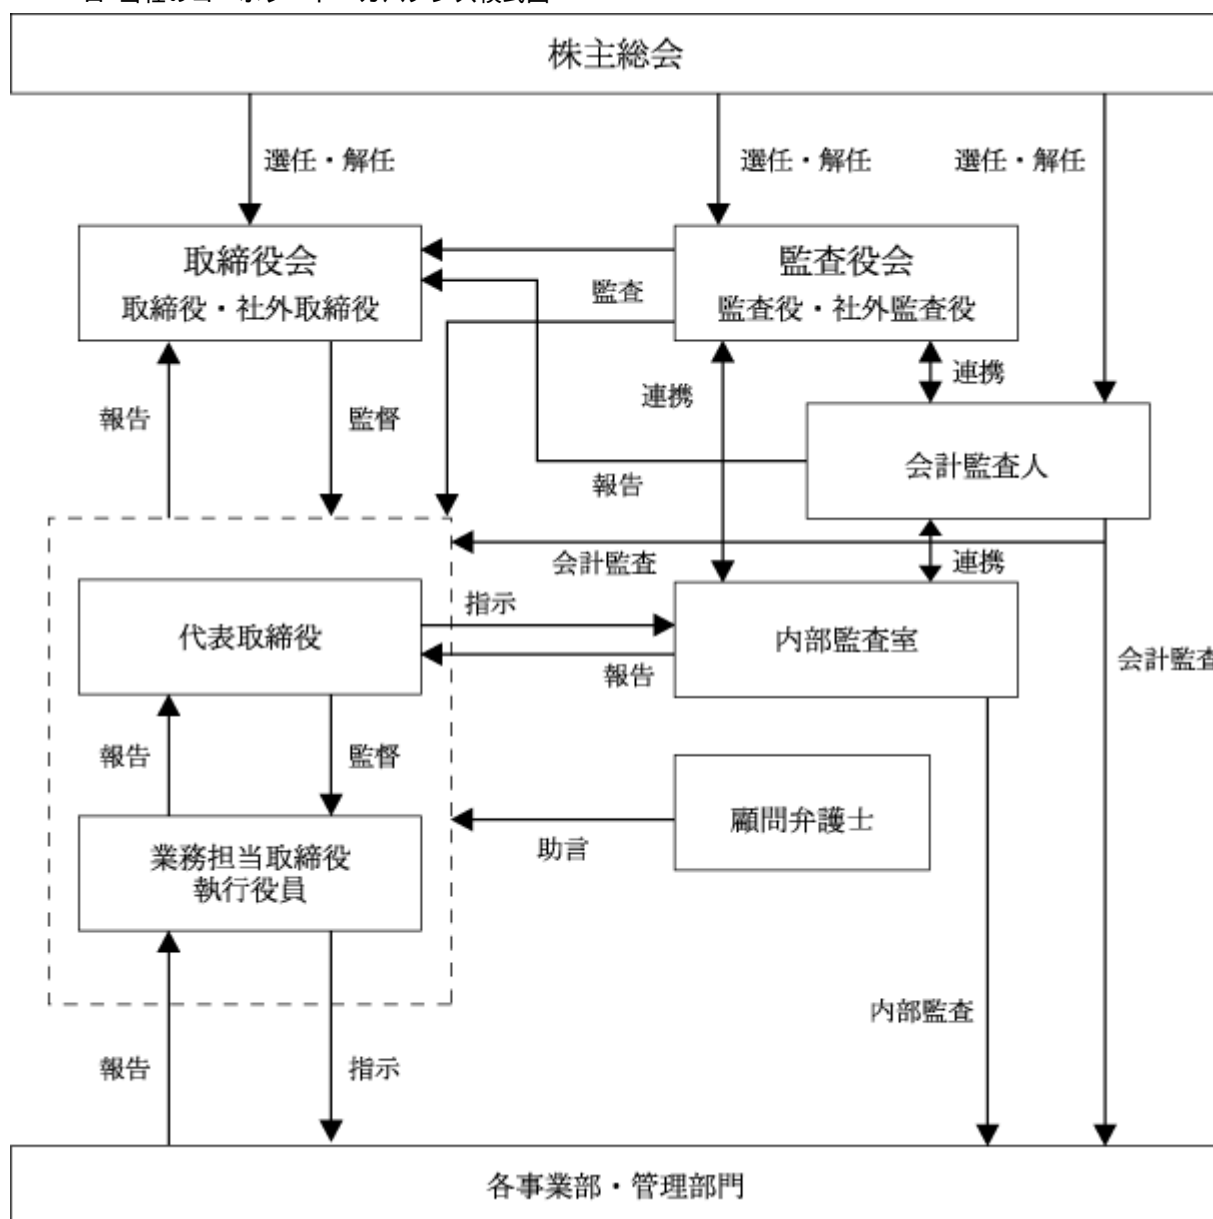 株主総会
選任・解任
選任・解任
選任・解任
取締役会
取締役・社外取締役
監査役会
監査役・社外監査役
監査
連携
連携
報告
監督
会計監査人
報告
会計監査
連携
指示
代表取締役
内部監査室
報告
会計監査
報告
監督
顧問弁護士
助言
業務担当取締役
執行役員
内部監査
報告
指示
各事業部・管理部門